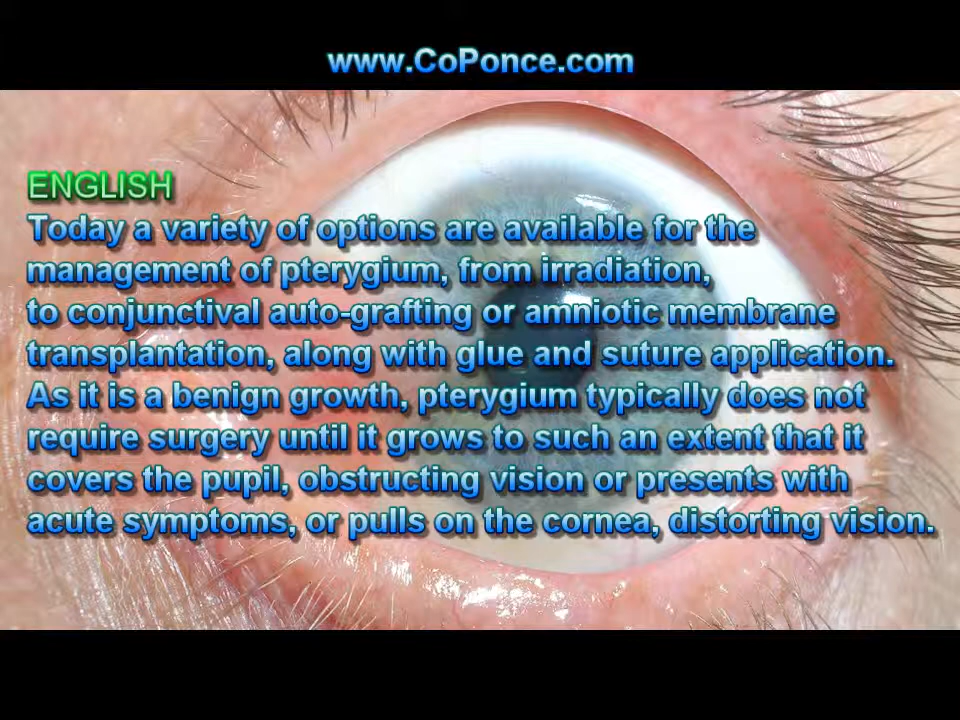 www.CoPonce.com
ENGLISH
Today a variety of options are available for the
management of pterygium, from irradiation,
to conjunctival auto-grafting or amniotic membrane
transplantation, along with glue and suture application.
As it is a benign growth, pterygium typically does not
require surgery until it grows to such an extent that it
covers the pupil, obstructing vision or presents with
acute symptoms, or pulls on the cornea, distorting vision.